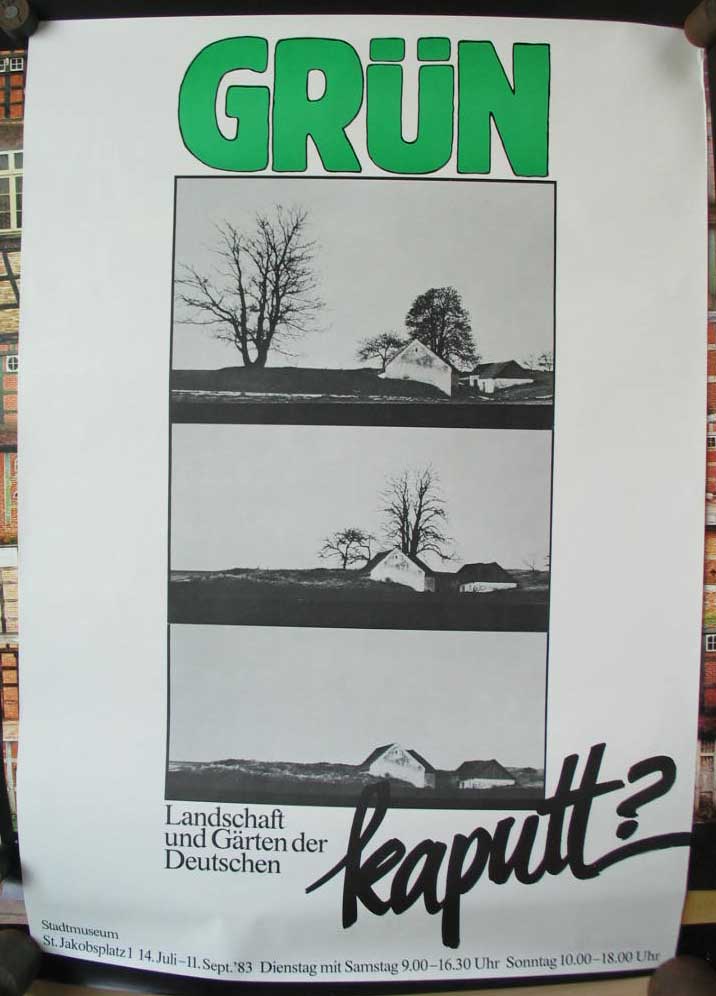 GRÜN
Landschaft
und Gärten der
Deutschen
kaputt?
Stadtmuseum
St. Jakobsplatz 1 14. Juli–11. Sept. '83 Dienstag mit Samstag 9.00–16.30 Uhr Sonntag 10.00–18.00 Uhr